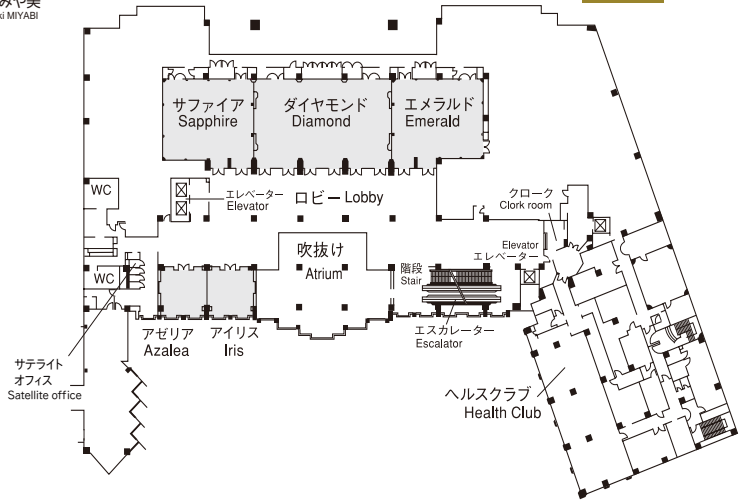 みや美
ki MIYABI
サファイア
Sapphire
ダイヤモンド
Diamond
エメラルド
Emerald
WC
エレベーター
Elevator
ロビー Lobby
クローク
Clork room
Elevator
エレベーター
吹抜け
Atrium
階段
Stair
WC
アゼリア
Azalea
アイリス
Iris
エスカレーター
Escalator
サテライト
オフィス
Satellite office
ヘルスクラブ
Health Club